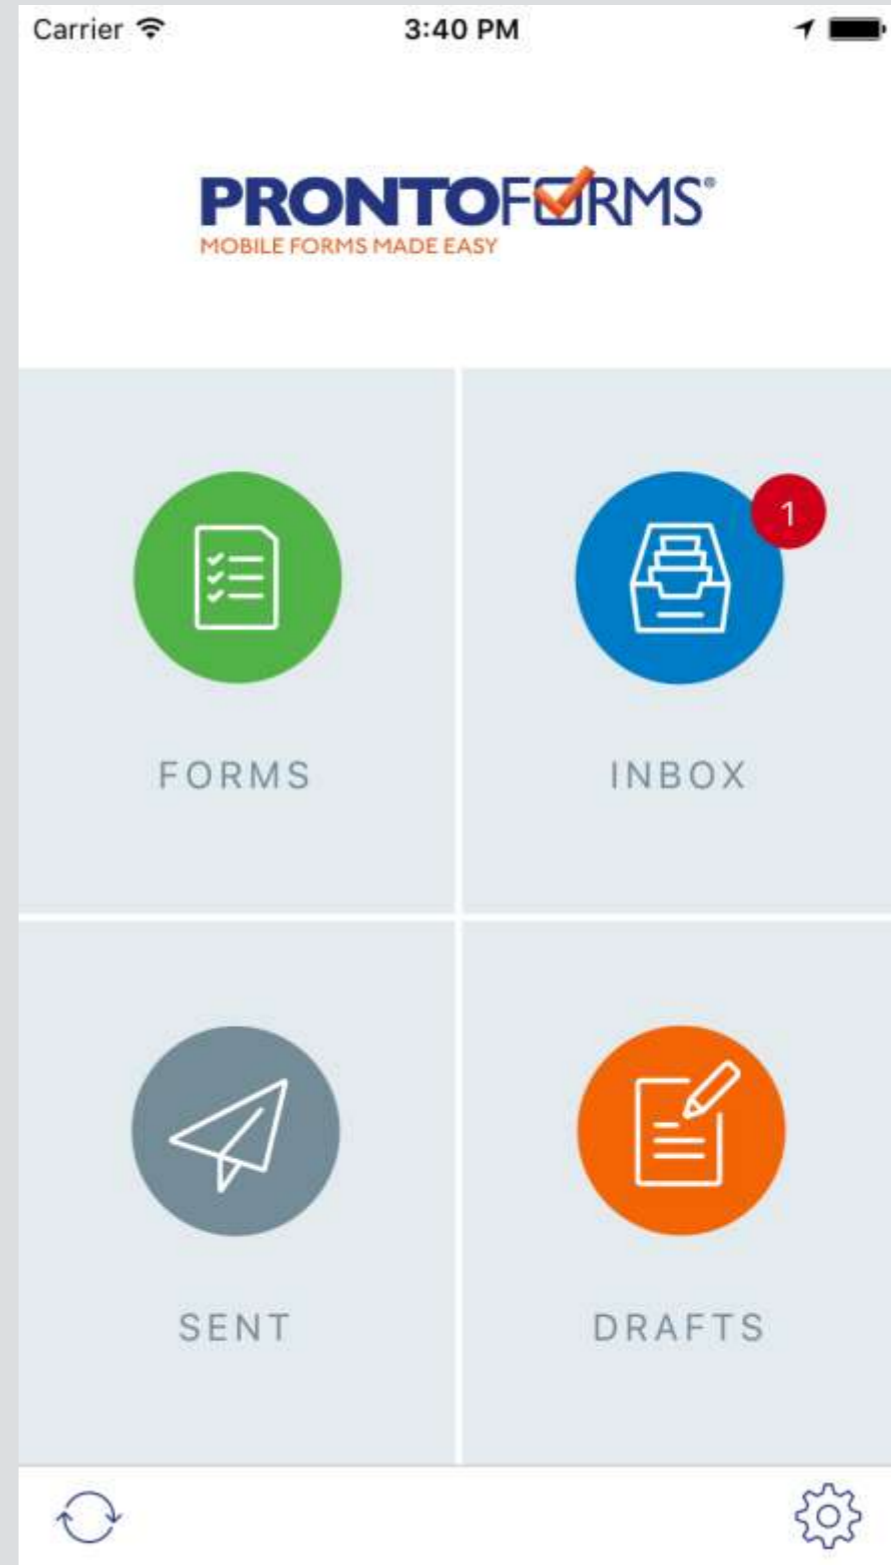 Carrier 3:40 PM
PRONTOFORMS®
MOBILE FORMS MADE EASY
FORMS
1
INBOX
SENT
DRAFTS